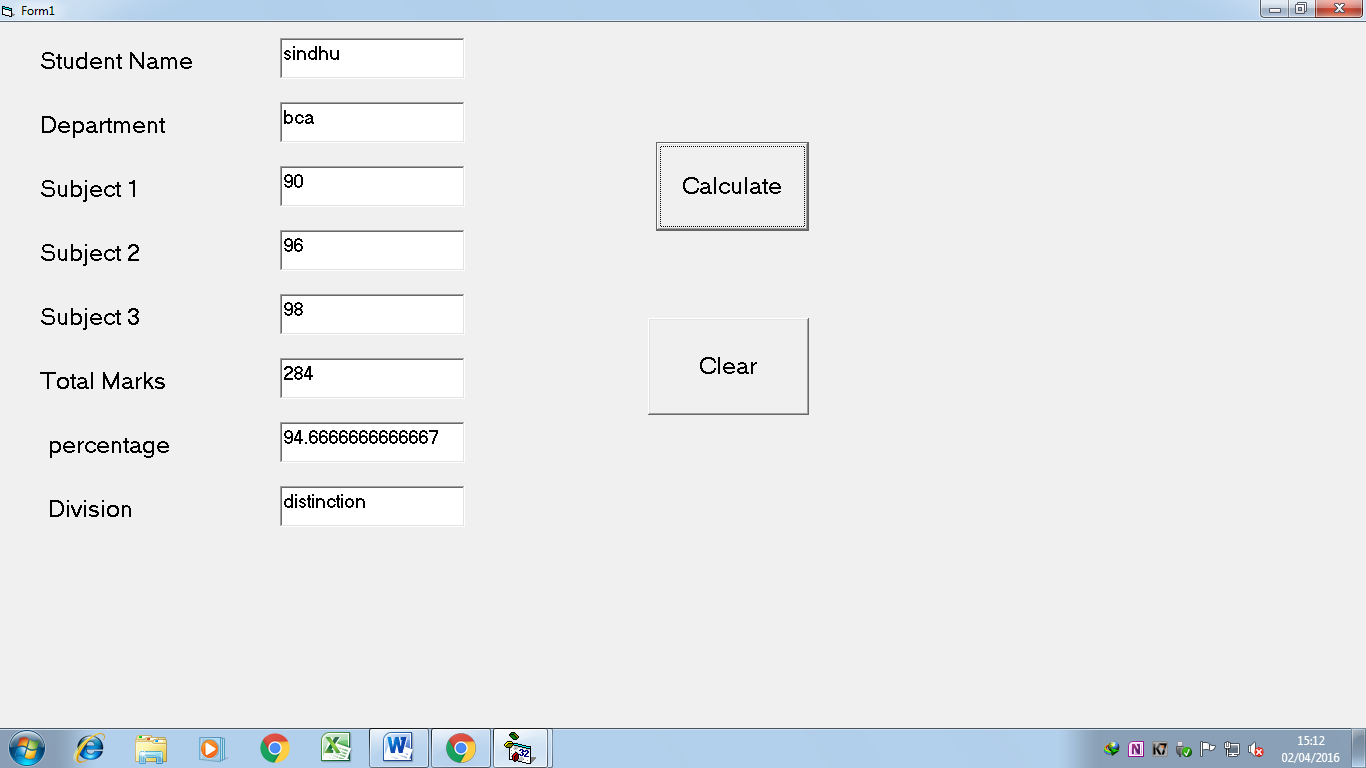 Form1
Student Name sindhu
Department bca
Subject 1 90
Calculate
Subject 2 96
Subject 3 98
Clear
Total Marks 284
percentage 94.6666666666667
Division distinction
15:12
02/04/2016